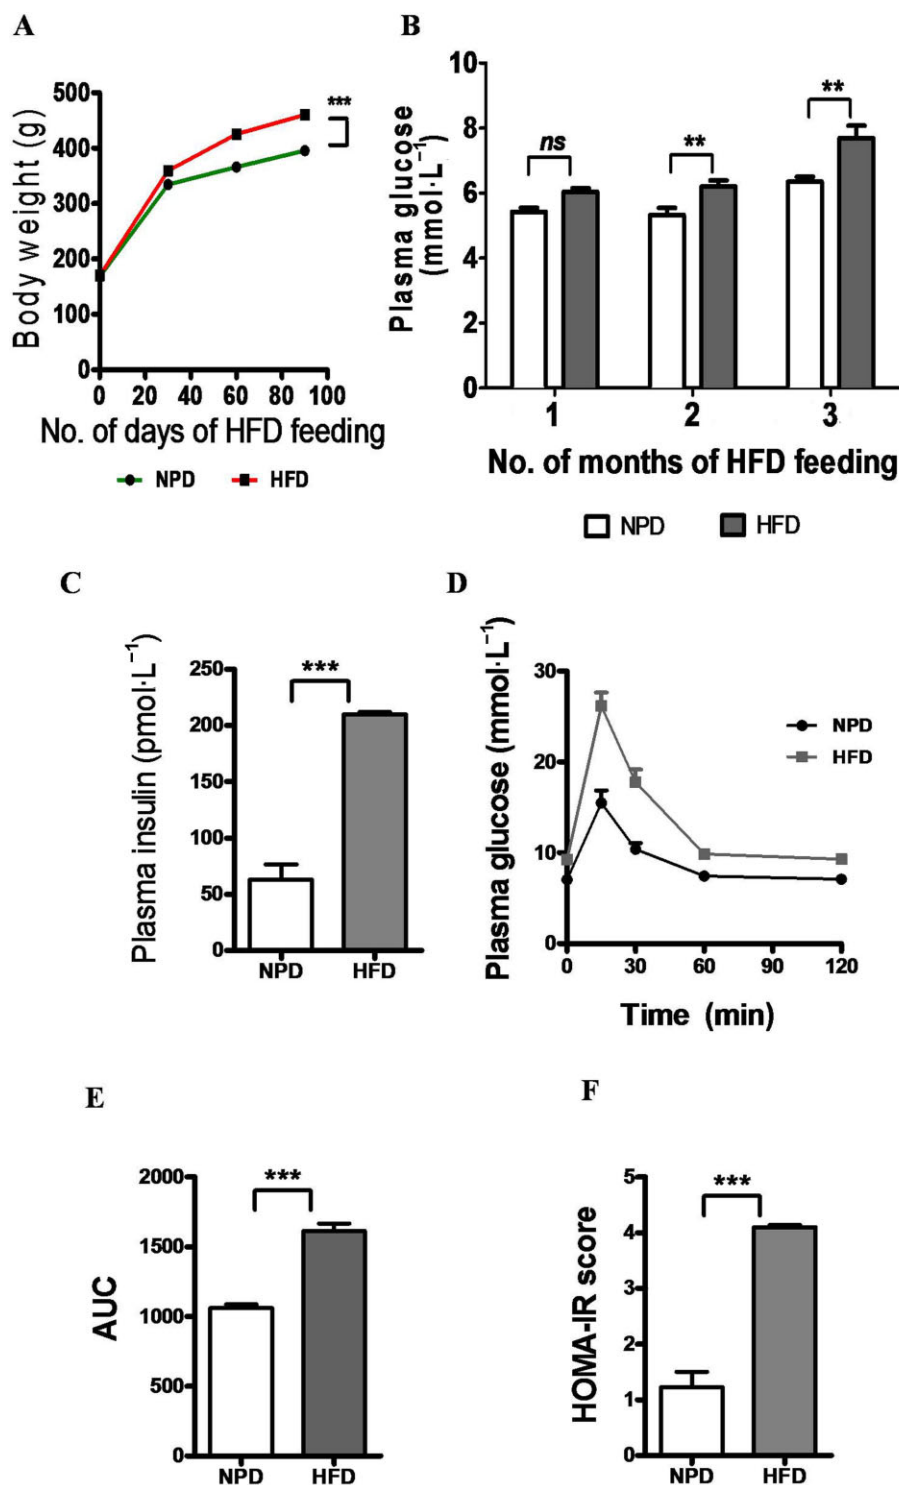 A
Body weight (g)
500
400
300
200
100
0
0 20 40 60 80 100
***
No. of days of HFD feeding
NPD HFD
B
Plasma glucose
(mmol·L⁻¹)
10
8
6
4
2
0
ns
**
**
1 2 3
No. of months of HFD feeding
NPD HFD
C
Plasma insulin (pmol·L⁻¹)
250
200
150
100
50
0
***
NPD HFD
D
Plasma glucose (mmol·L⁻¹)
30
20
10
0
0 30 60 90 120
Time (min)
NPD
HFD
E
AUC
2000
1500
1000
500
0
***
NPD HFD
F
HOMA-IR score
5
4
3
2
1
0
***
NPD HFD